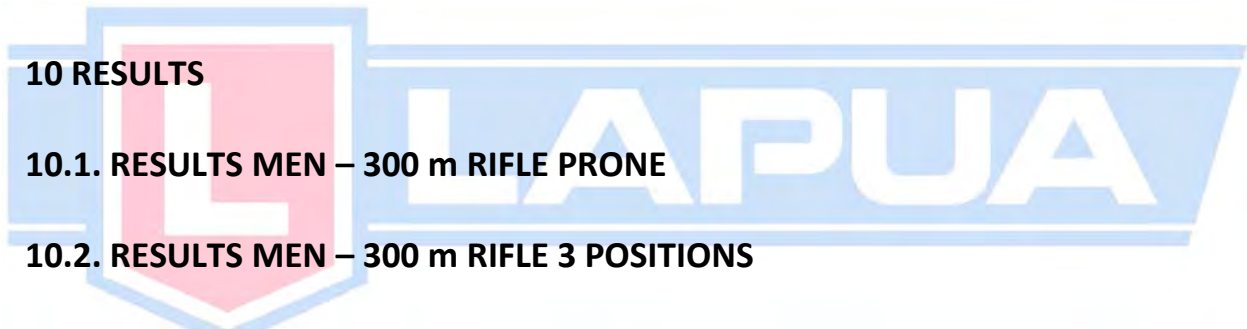 10 RESULTS
LAPUA
10.1. RESULTS MEN – 300 m RIFLE PRONE
10.2. RESULTS MEN – 300 m RIFLE 3 POSITIONS